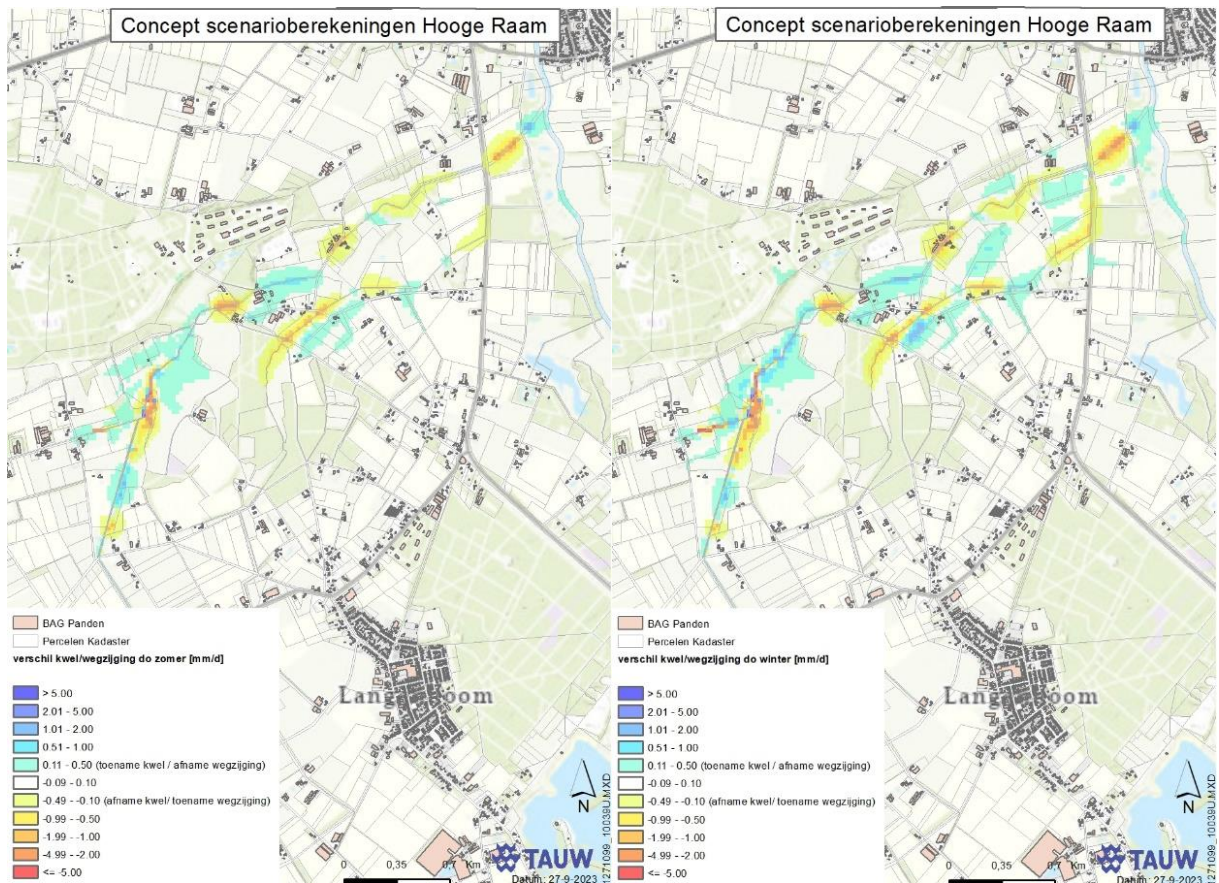 Concept scenarioberekeningen Hooge Raam
BAG Panden
Percelen Kadaster
verschil kwel/wegzijging do zomer [mm/d]
> 5.00
2.01 - 5.00
1.01 - 2.00
0.51 - 1.00
0.11 - 0.50 (toename kwel / afname wegzijging)
-0.09 - 0.10
-0.49 - -0.10 (afname kwel/ toename wegzijging)
-0.99 - -0.50
-1.99 - -1.00
-4.99 - -2.00
<= -5.00
0 0,35 0,7 Km
N
TAUW
Datum: 27-9-2023
1271099_10039U.MXD
Concept scenarioberekeningen Hooge Raam
BAG Panden
Percelen Kadaster
verschil kwel/wegzijging do winter [mm/d]
> 5.00
2.01 - 5.00
1.01 - 2.00
0.51 - 1.00
0.11 - 0.50 (toename kwel / afname wegzijging)
-0.09 - 0.10
-0.49 - -0.10 (afname kwel/ toename wegzijging)
-0.99 - -0.50
-1.99 - -1.00
-4.99 - -2.00
<= -5.00
0 0,35 0,7 Km
N
TAUW
Datum: 27-9-2023
1271099_10039U.MXD